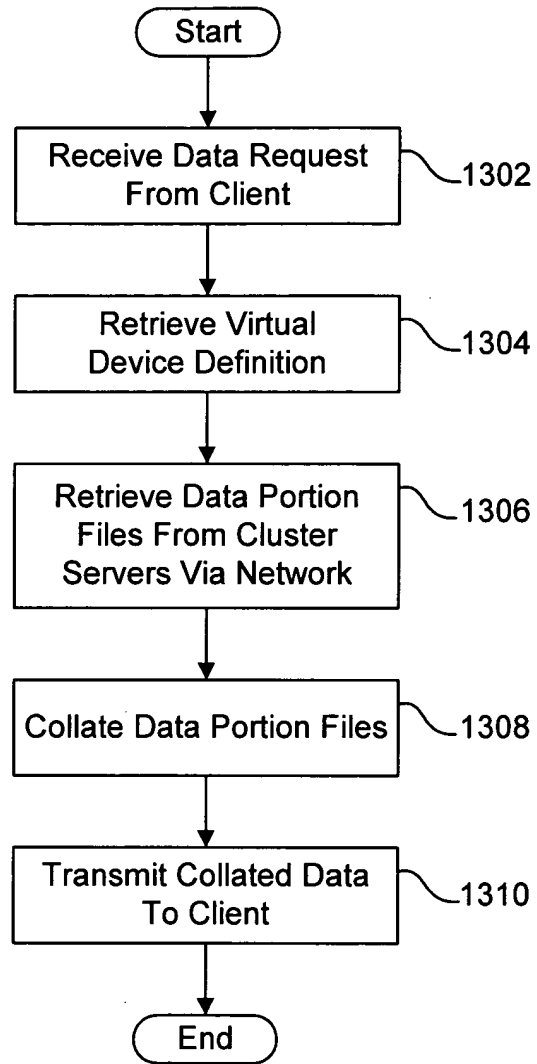 Start
Receive Data Request
From Client
1302
Retrieve Virtual
Device Definition
1304
Retrieve Data Portion
Files From Cluster
Servers Via Network
1306
Collate Data Portion Files
1308
Transmit Collated Data
To Client
1310
End